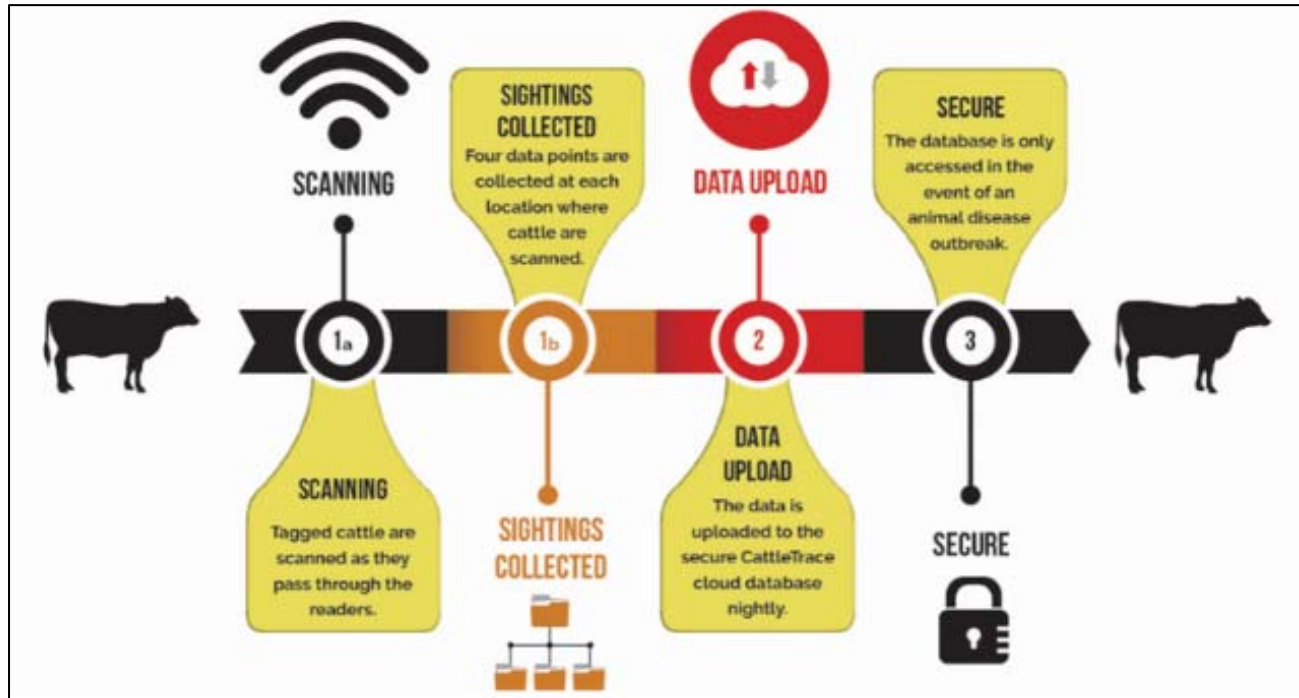 SCANNING
1a
SCANNING
Tagged cattle are
scanned as they
pass through the
readers.
SIGHTINGS
COLLECTED
Four data points are
collected at each
location where
cattle are
scanned.
1b
SIGHTINGS
COLLECTED
DATA UPLOAD
2
DATA
UPLOAD
The data is
uploaded to the
secure CattleTrace
cloud database
nightly.
SECURE
The database is only
accessed in the
event of an
animal disease
outbreak.
3
SECURE